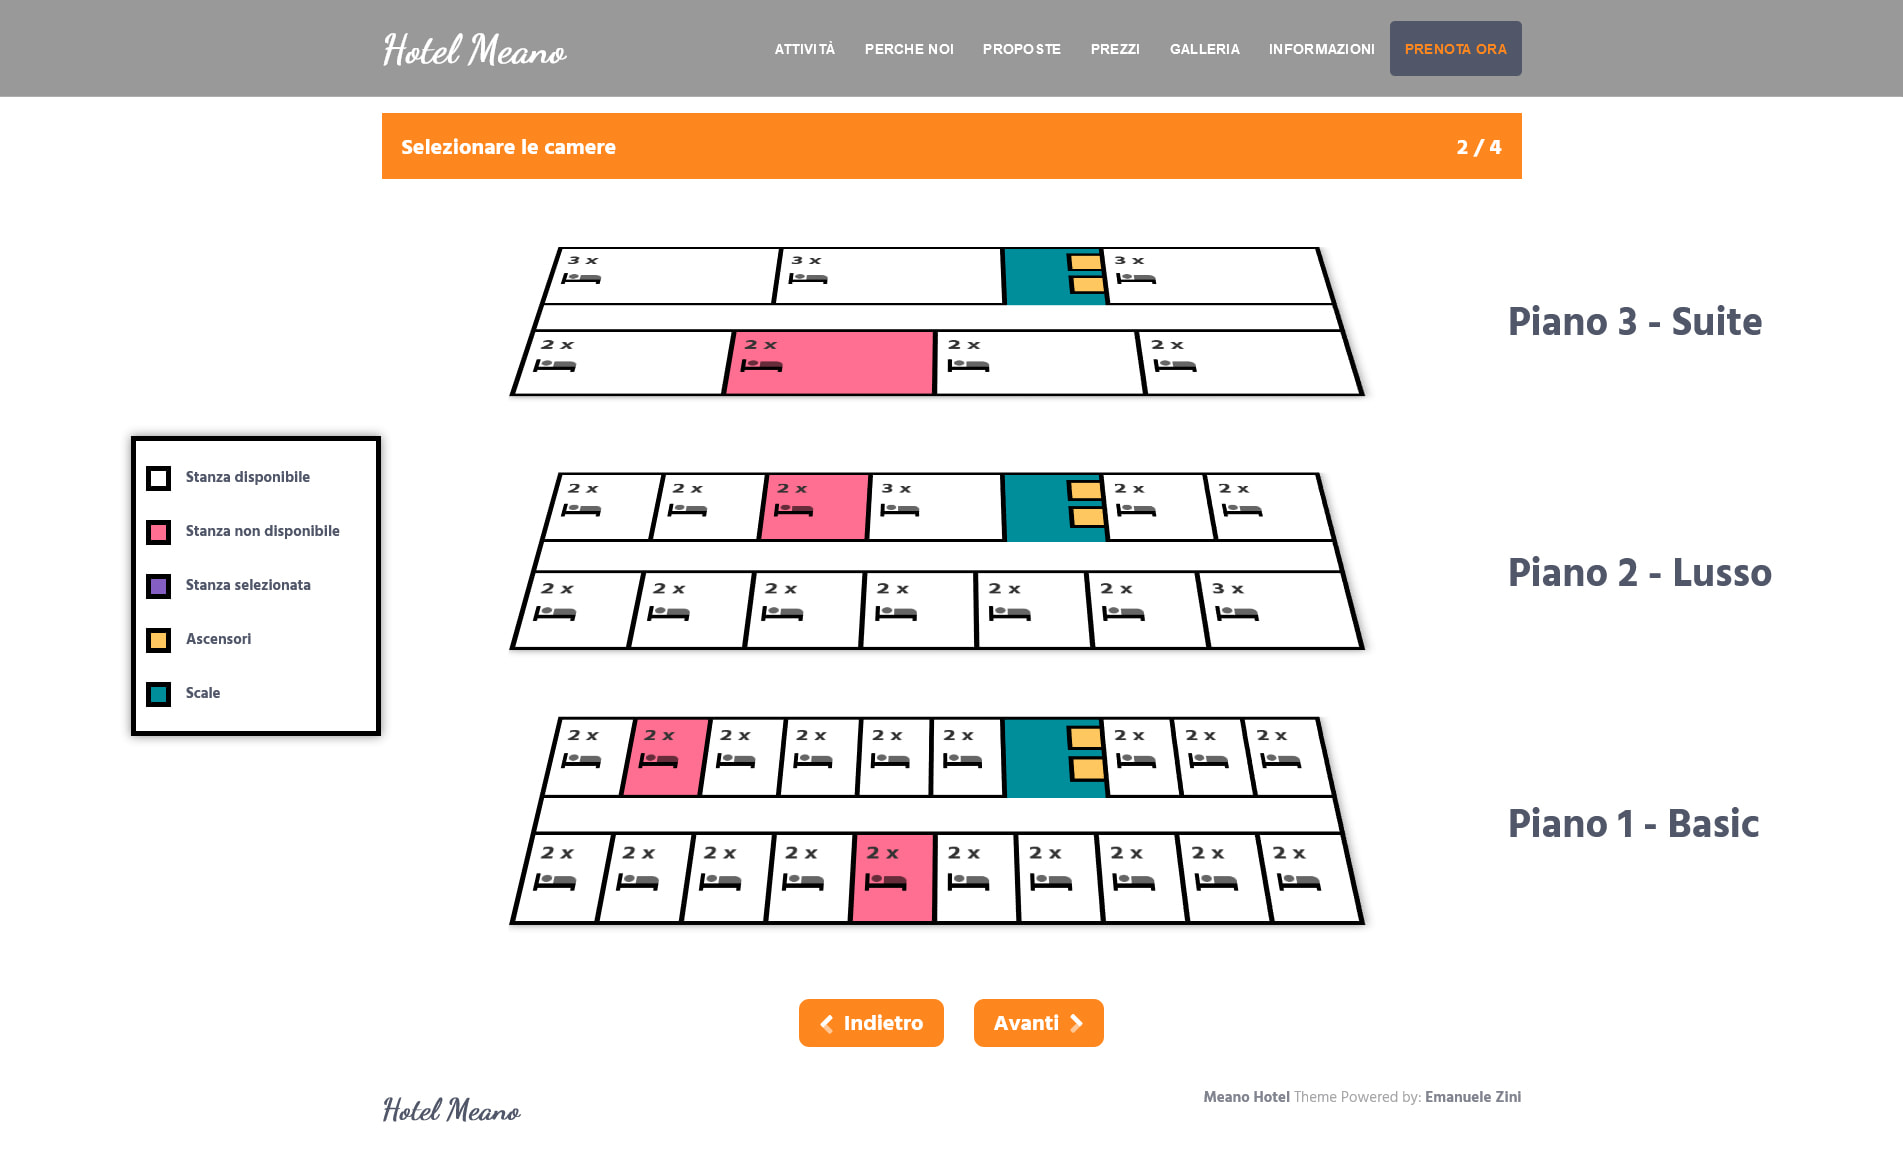 Hotel Meano
ATTIVITÀ PERCHE NOI PROPOSTE PREZZI GALLERIA INFORMAZIONI PRENOTA ORA
Selezionare le camere 2 / 4
3 x 3 x 3 x
2 x 2 x 2 x 2 x
Piano 3 - Suite
Stanza disponibile
Stanza non disponibile
Stanza selezionata
Ascensori
Scale
2 x 2 x 2 x 3 x 2 x 2 x
2 x 2 x 2 x 2 x 2 x 2 x 3 x
Piano 2 - Lusso
2 x 2 x 2 x 2 x 2 x 2 x 2 x 2 x 2 x
2 x 2 x 2 x 2 x 2 x 2 x 2 x 2 x 2 x 2 x
Piano 1 - Basic
Indietro Avanti
Hotel Meano
Meano Hotel Theme Powered by: Emanuele Zini